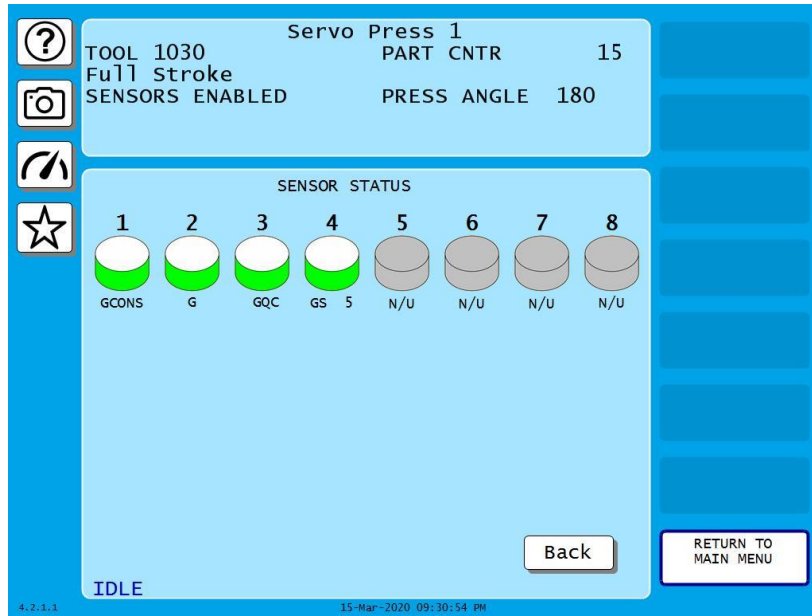 Servo Press 1
TOOL 1030 PART CNTR 15
Full Stroke
SENSORS ENABLED PRESS ANGLE 180
SENSOR STATUS
1 2 3 4 5 6 7 8
GCONS G GQC GS 5 N/U N/U N/U N/U
Back
RETURN TO
MAIN MENU
IDLE
4.2.1.1 15-Mar-2020 09:30:54 PM